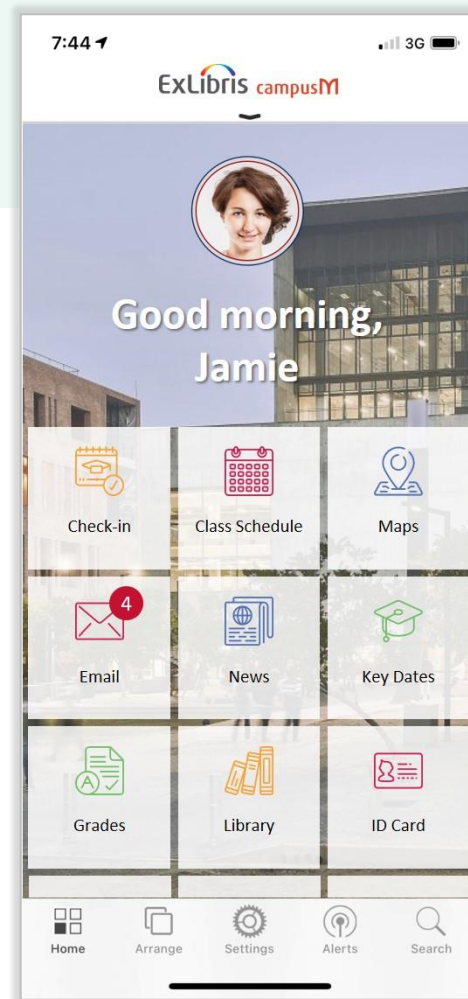 7:44
3G
ExLibris campusM
Good morning,
Jamie
Check-in
Class Schedule
Maps
4
Email
News
Key Dates
A
Grades
Library
ID Card
Home
Arrange
Settings
Alerts
Search